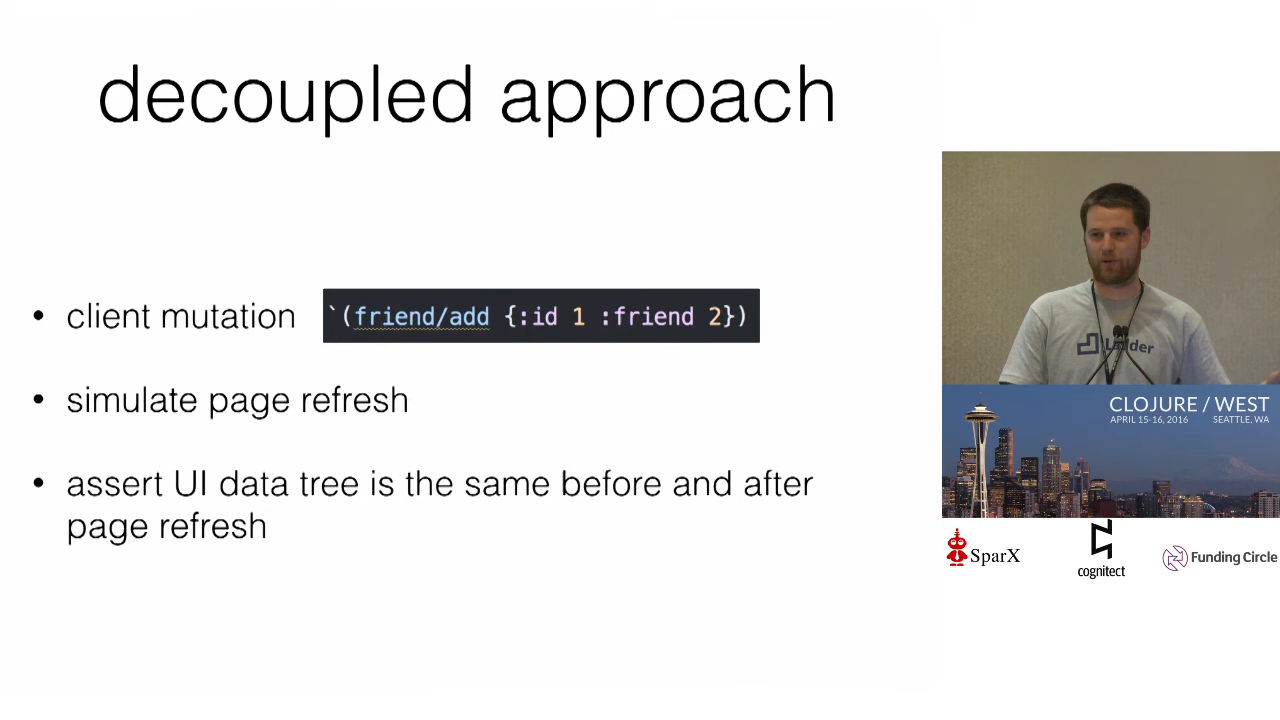 decoupled approach
• client mutation `(friend/add {:id 1 :friend 2})
• simulate page refresh
• assert UI data tree is the same before and after
page refresh
Ladder
CLOJURE / WEST
APRIL 15-16, 2016 SEATTLE, WA
SparX
cognitect
Funding Circle